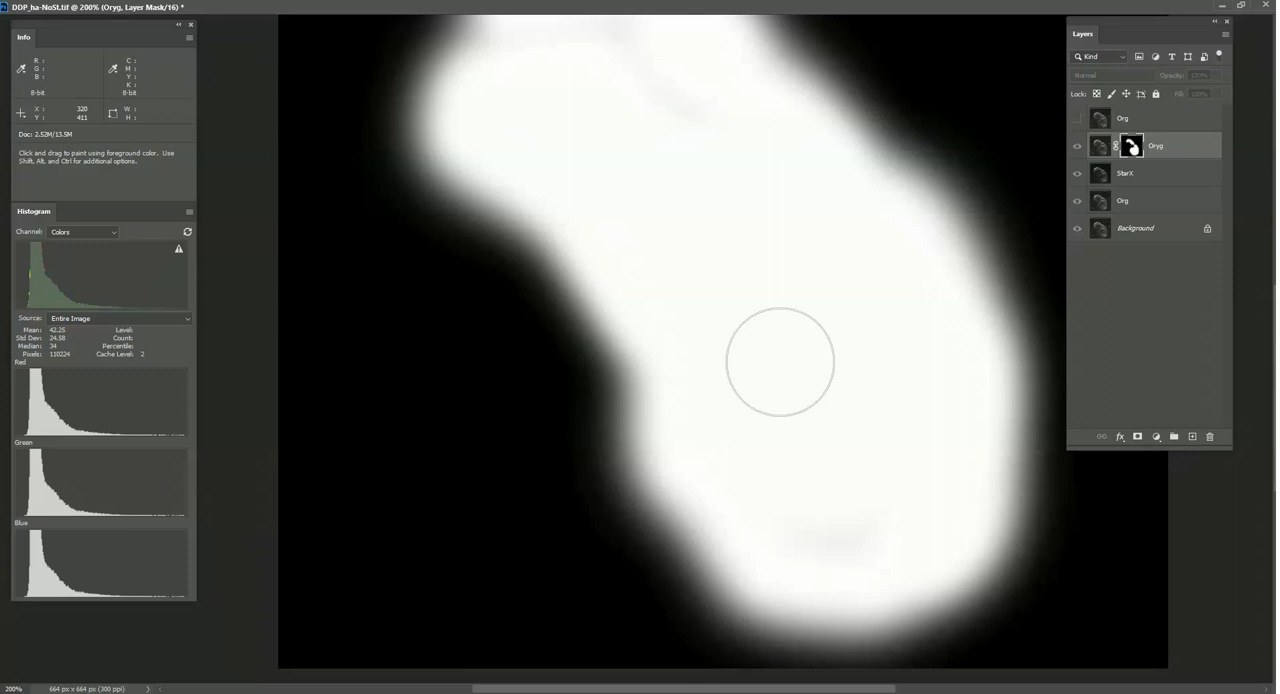 DDP_ha-NoSt.tif @ 200% (Oryg, Layer Mask/16) *
Info
R :
G :
B :
8-bit
C :
M :
Y :
K :
8-bit
X : 320
Y : 411
W :
H :
Doc: 2.52M/13.5M
Click and drag to paint using foreground color. Use
Shift, Alt, and Ctrl for additional options.
Histogram
Channel: Colors
Source: Entire Image
Mean: 42.25 Level:
Std Dev: 24.58 Count:
Median: 34 Percentile:
Pixels: 110224 Cache Level: 2
Red
Green
Blue
Layers
Kind
Normal Opacity: 100%
Lock: Fill: 100%
Org
Oryg
StarX
Org
Background
fx
200% 664 px x 664 px (300 ppi)